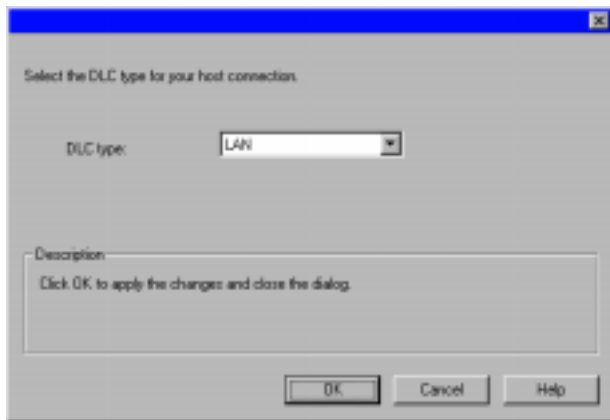 Select the DLC type for your host connection.
DLC type:
LAN
Description
Click OK to apply the changes and close the dialog.
OK
Cancel
Help